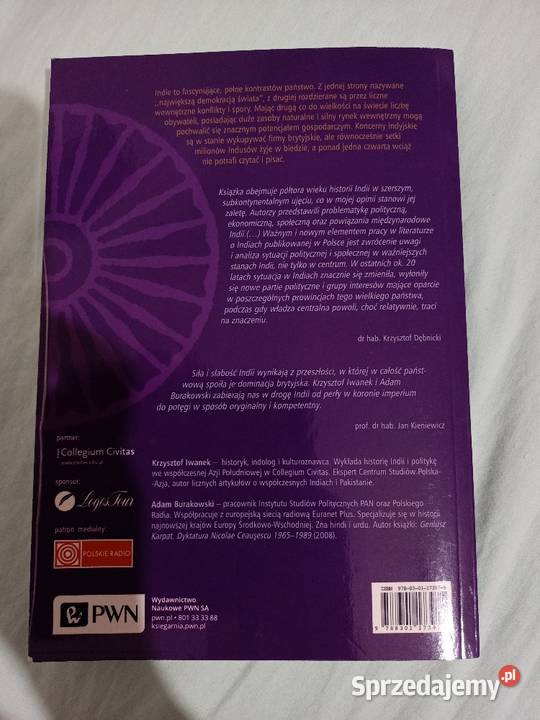 Indie to fascynujące, pełne kontrastów państwo. Z jednej strony nazywane
„największą demokracją świata", z drugiej rozdzierane są przez liczne
wewnętrzne konflikty i spory. Mając drugą co do wielkości na świecie liczbę
obywateli, posiadając duże zasoby naturalne i silny rynek wewnętrzny mogą
pochwalić się znacznym potencjałem gospodarczym. Koncerny indyjskie
są w stanie wykupywać firmy brytyjskie, ale równocześnie setki
milionów Indusów żyje w biedzie, a ponad jedna czwarta wciąż
nie potrafi czytać i pisać.
Książka obejmuje półtora wieku historii Indii w szerszym,
subkontynentalnym ujęciu, co w mojej opinii stanowi jej
zaletę. Autorzy przedstawili problematykę polityczną,
ekonomiczną, społeczną oraz powiązania międzynarodowe
Indii (...) Ważnym i nowym elementem pracy w literaturze
o Indiach publikowanej w Polsce jest zwrócenie uwagi
i analiza sytuacji politycznej i społecznej w ważniejszych
stanach Indii, nie tylko w centrum. W ostatnich ok. 20
latach sytuacja w Indiach znacznie się zmieniła, wyłoniły
się nowe partie polityczne i grupy interesów mające oparcie
w poszczególnych prowincjach tego wielkiego państwa,
podczas gdy władza centralna powoli, choć relatywnie, traci
na znaczeniu.
dr hab. Krzysztof Dębnicki
Siła i słabość Indii wynikają z przeszłości, w której w całość państ-
wową spoiła je dominacja brytyjska. Krzysztof Iwanek i Adam
Burakowski zabierają nas w drogę Indii od perły w koronie imperium
do potęgi w sposób oryginalny i kompetentny.
prof. dr hab. Jan Kieniewicz
partner:
Collegium Civitas
sponsor:
Logos Tour
patron medialny:
POLSKIE RADIO
Krzysztof Iwanek – historyk, indolog i kulturoznawca. Wykłada historię Indii i politykę
we współczesnej Azji Południowej w Collegium Civitas. Ekspert Centrum Studiów Polska-
-Azja, autor licznych artykułów o współczesnych Indiach i Pakistanie.
Adam Burakowski – pracownik Instytutu Studiów Politycznych PAN oraz Polskiego
Radia. Współpracuje z europejską siecią radiową Euranet Plus. Specjalizuje się w historii
najnowszej krajów Europy Środkowo-Wschodniej. Zna hindi i urdu. Autor książki: Geniusz
Karpat. Dyktatura Nicolae Ceaușescu 1965–1989 (2008).
PWN
Wydawnictwo
Naukowe PWN SA
pwn.pl • 801 33 33 88
ksiegarnia.pwn.pl
Sprzedajemy.pl